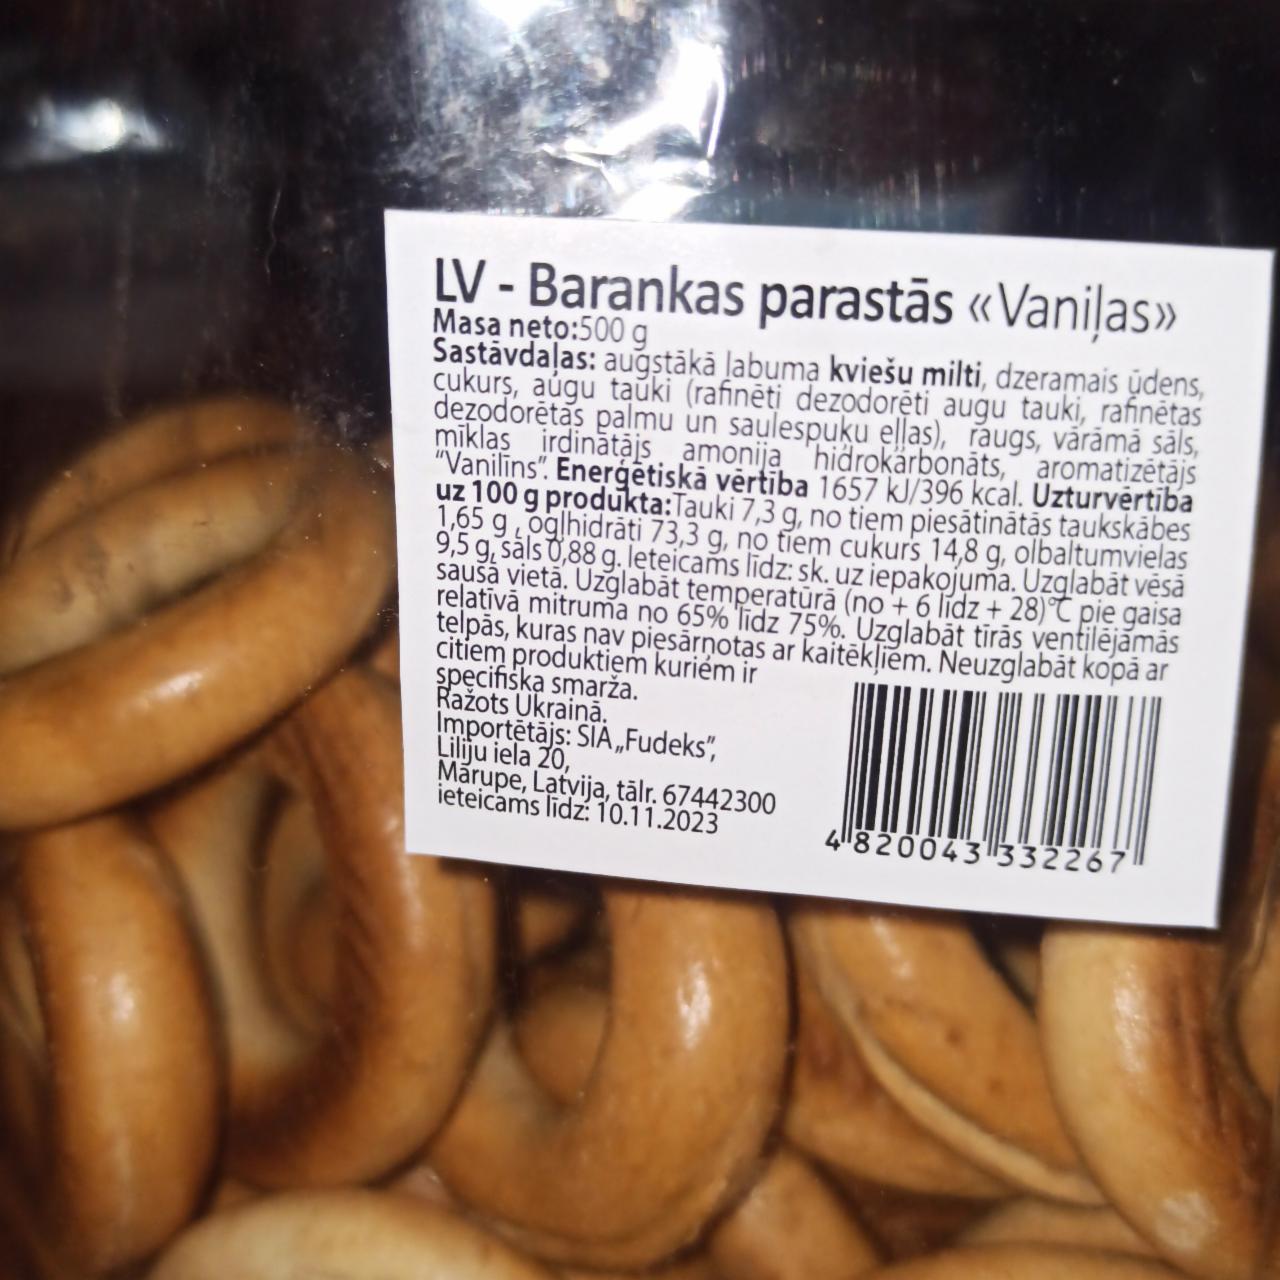 LV - Barankas parastās «Vaniļas»
Masa neto:500 g
Sastāvdaļas: augstākā labuma kviešu milti, dzeramais ūdens,
cukurs, augu tauki (rafinēti dezodorēti augu tauki, rafinētas
dezodorētas palmu un saulespuķu eļļas), raugs, vārāmā sāls,
mīklas irdinātājs amonija hidrokarbonāts, aromatizētājs
"Vanilīns". Enerģētiskā vērtība 1657 kJ/396 kcal. Uzturvērtība
uz 100 g produkta:Tauki 7,3 g, no tiem piesātinātās taukskābes
1,65 g , ogļhidrāti 73,3 g, no tiem cukurs 14,8 g, olbaltumvielas
9,5 g, sāls 0,88 g. Ieteicams līdz: sk. uz iepakojuma. Uzglabāt vēsā
sausā vietā. Uzglabāt temperatūrā (no + 6 līdz + 28)°C pie gaisa
relatīvā mitruma no 65% līdz 75%. Uzglabāt tīrās ventilējāmās
telpās, kuras nav piesārņotas ar kaitēkļiem. Neuzglabāt kopā ar
citiem produktiem kuriem ir
specifiska smarža.
Ražots Ukrainā.
Importētājs: SIA „Fudeks",
Liliju iela 20,
Mārupe, Latvija, tālr. 67442300
ieteicams līdz: 10.11.2023
4 820043 332267